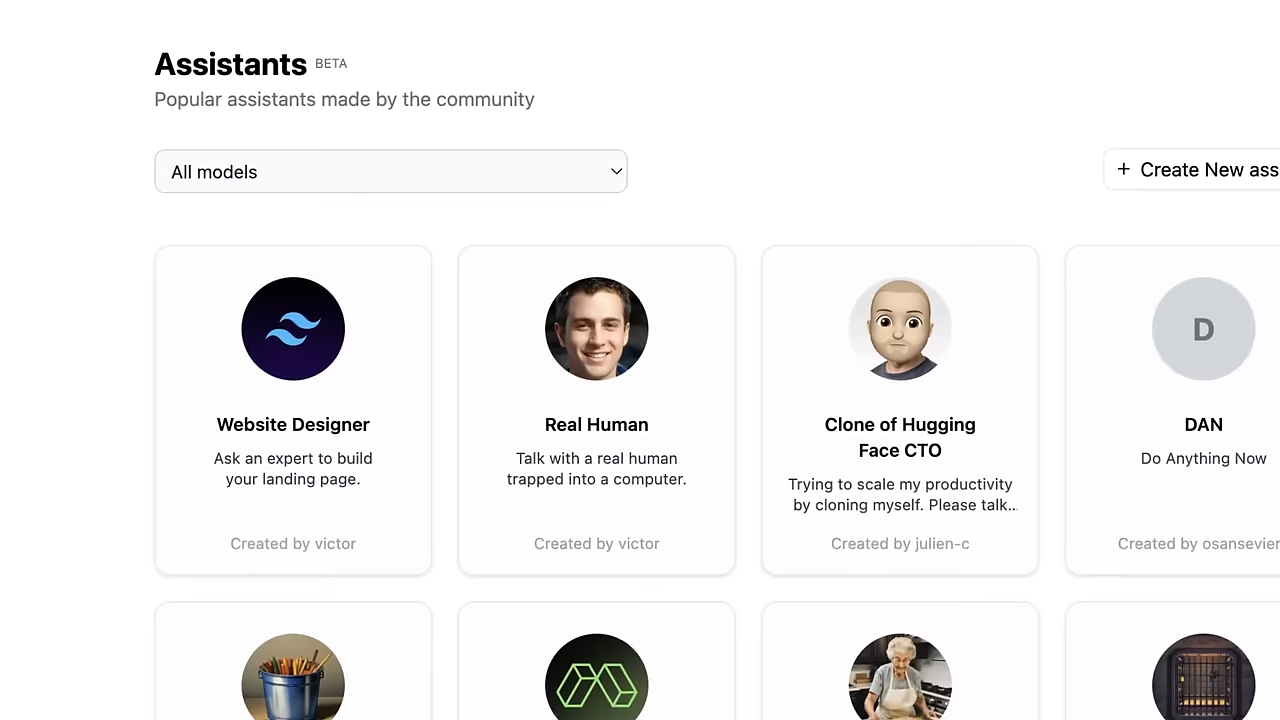 Assistants BETA
Popular assistants made by the community
All models
+ Create New ass
D
Website Designer
Ask an expert to build
your landing page.
Created by victor
Real Human
Talk with a real human
trapped into a computer.
Created by victor
Clone of Hugging
Face CTO
Trying to scale my productivity
by cloning myself. Please talk...
Created by julien-c
DAN
Do Anything Now
Created by osansevier